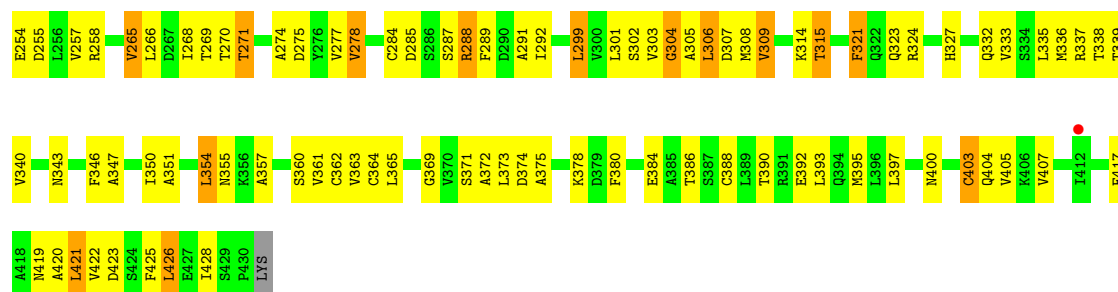 E254 D255 L256 V257 R258 V265 L266 D267 I268 T269 T270 T271 A274 D275 Y276 V277 V278 C284 D285 S286 S287 R288 F289 D290 A291 I292 L299 V300 L301 S302 V303 G304 A305 L306 D307 M308 V309 K314 T315 F321 Q322 Q323 R324 H327 Q332 V333 S334 L335 M336 R337 T338 T339
V340 N343 F346 A347 I350 A351 L354 N355 K356 A357 S360 V361 C362 V363 C364 L365 G369 V370 S371 A372 L373 D374 A375 K378 D379 F380 E384 A385 T386 S387 C388 L389 T390 R391 E392 L393 Q394 M395 L396 L397 N400 C403 Q404 V405 K406 V407 I412 E417
A418 N419 A420 L421 V422 D423 S424 F425 L426 E427 I428 S429 P430 LYS